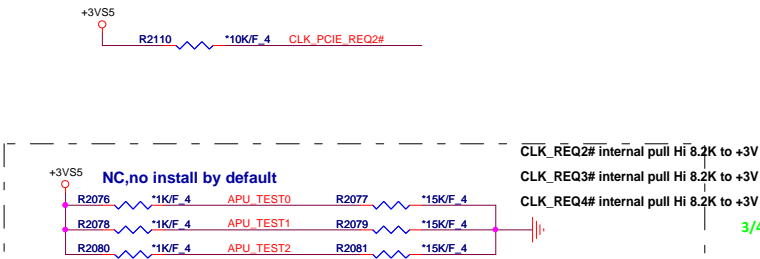 +3VS5
R2110 *10K/F_4 CLK_PCIE_REQ2#
CLK_REQ2# internal pull Hi 8.2K to +3V
+3VS5 NC,no install by default
CLK_REQ3# internal pull Hi 8.2K to +3V
R2076 *1K/F_4 APU_TEST0 R2077 *15K/F_4
CLK_REQ4# internal pull Hi 8.2K to +3V
R2078 *1K/F_4 APU_TEST1 R2079 *15K/F_4
3/4
R2080 *1K/F_4 APU_TEST2 R2081 *15K/F_4